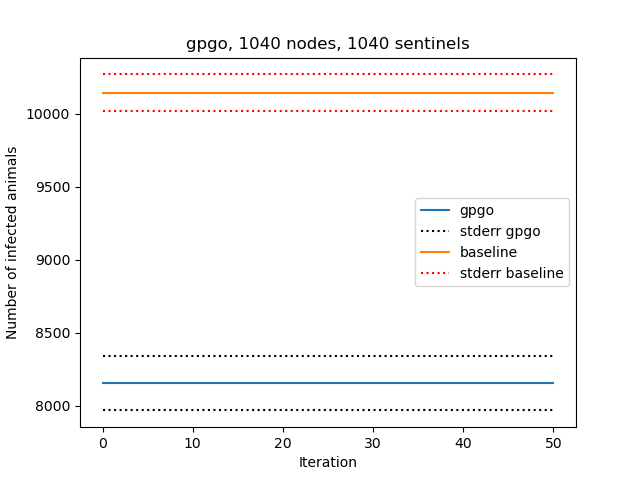 gpgo, 1040 nodes, 1040 sentinels
Number of infected animals
10000
9500
9000
8500
8000
gpgo
stderr gpgo
baseline
stderr baseline
0 10 20 30 40 50
Iteration